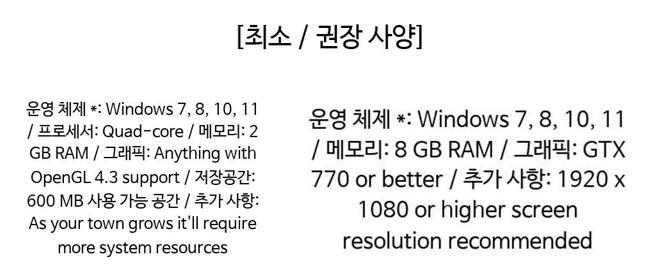 [최소 / 권장 사양]
운영 체제 *: Windows 7, 8, 10, 11
/ 프로세서: Quad-core / 메모리: 2
GB RAM / 그래픽: Anything with
OpenGL 4.3 support / 저장공간:
600 MB 사용 가능 공간 / 추가 사항:
As your town grows it'll require
more system resources
운영 체제 *: Windows 7, 8, 10, 11
/ 메모리: 8 GB RAM / 그래픽: GTX
770 or better / 추가 사항: 1920 x
1080 or higher screen
resolution recommended